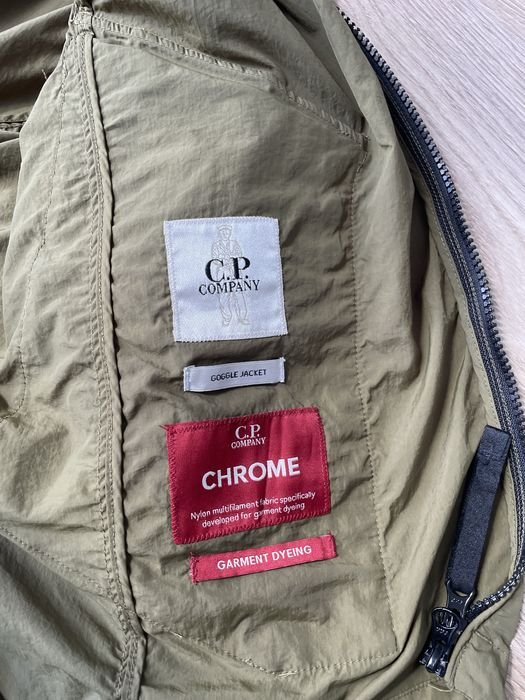 C.P.
COMPANY
GOGGLE JACKET
C.P.
COMPANY
CHROME
Nylon multifilament fabric specifically
developed for garment dyeing
GARMENT DYEING